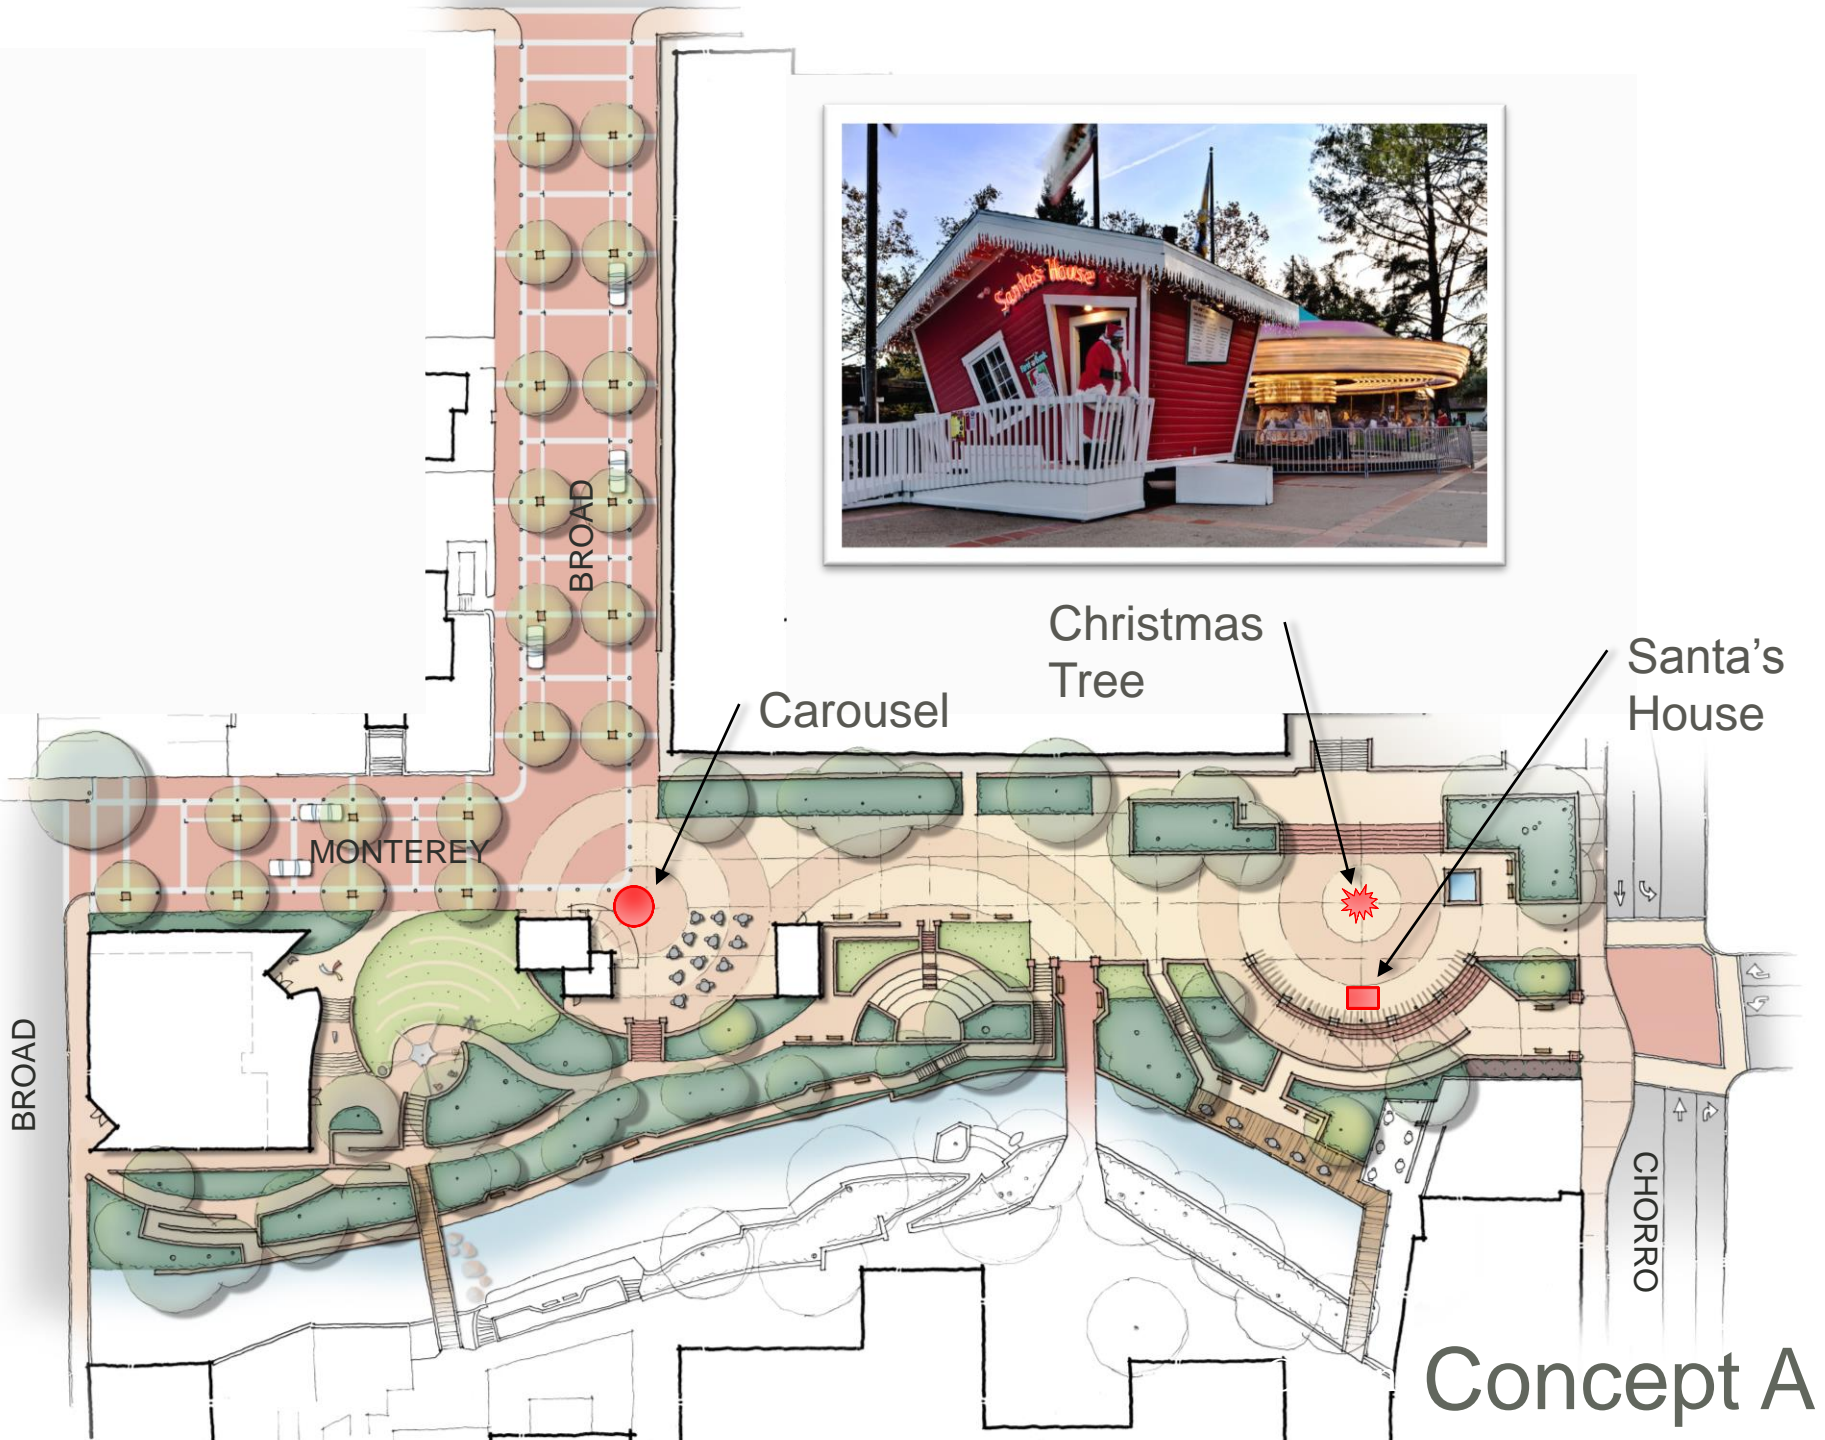 Santa's House
BROAD
Christmas
Tree
Santa's
House
Carousel
MONTEREY
BROAD
CHORRO
Concept A